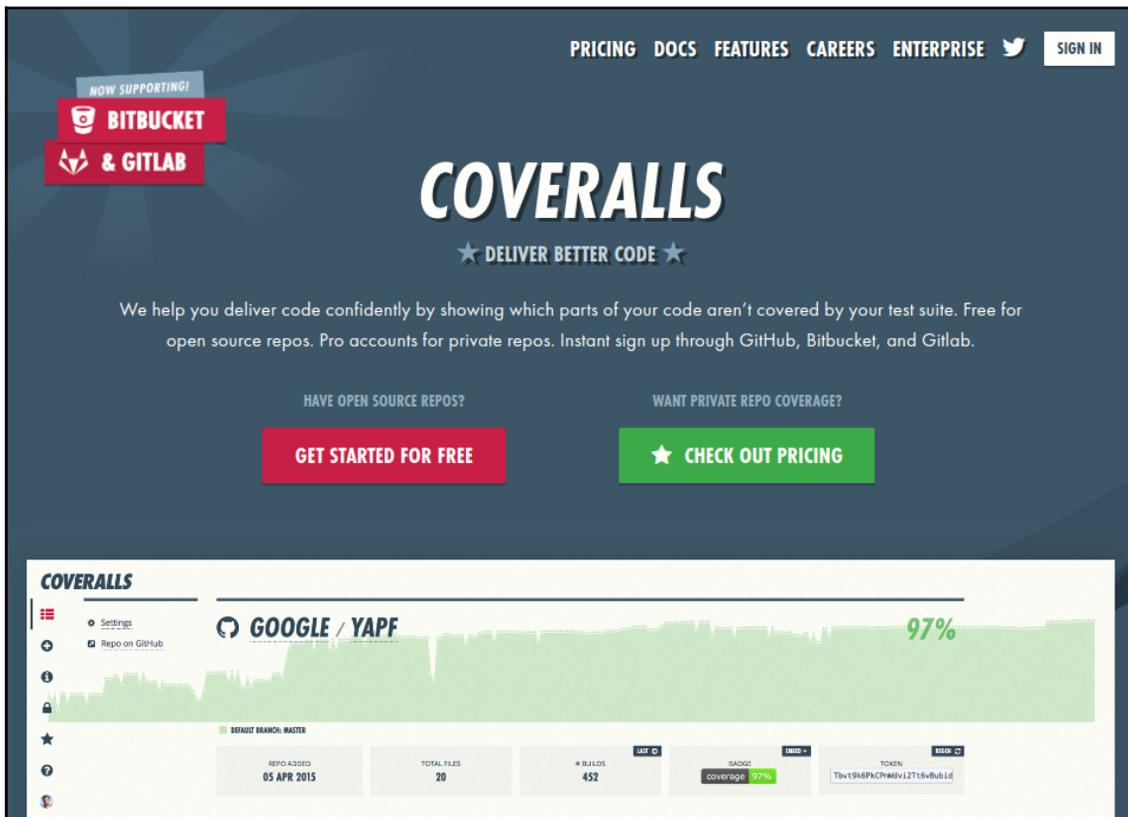 PRICING DOCS FEATURES CAREERS ENTERPRISE SIGN IN
NOW SUPPORTING!
BITBUCKET
& GITLAB
COVERALLS
DELIVER BETTER CODE
We help you deliver code confidently by showing which parts of your code aren't covered by your test suite. Free for
open source repos. Pro accounts for private repos. Instant sign up through GitHub, Bitbucket, and Gitlab.
HAVE OPEN SOURCE REPOS? WANT PRIVATE REPO COVERAGE?
GET STARTED FOR FREE CHECK OUT PRICING
COVERALLS
Settings
Repo on GitHub
GOOGLE / YAPF 97%
DEFAULT BRANCH: MASTER
LAST EMBED REGEN
REPO ADDED TOTAL FILES # BUILDS BADGE TOKEN
05 APR 2015 20 452 coverage 97%